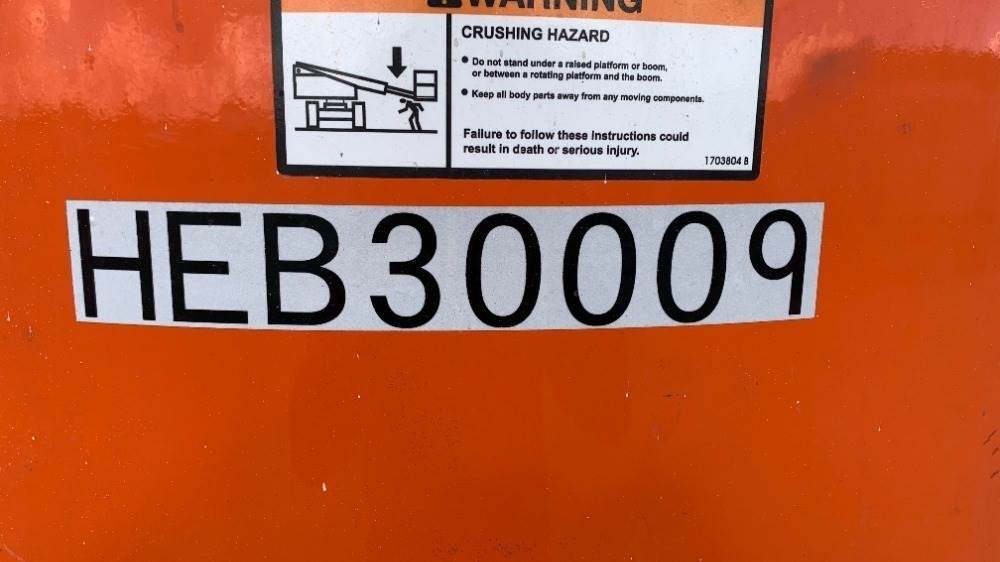 WARNING
CRUSHING HAZARD
• Do not stand under a raised platform or boom,
or between a rotating platform and the boom.
• Keep all body parts away from any moving components.
Failure to follow these instructions could
result in death or serious injury.
1703804 B
HEB30009